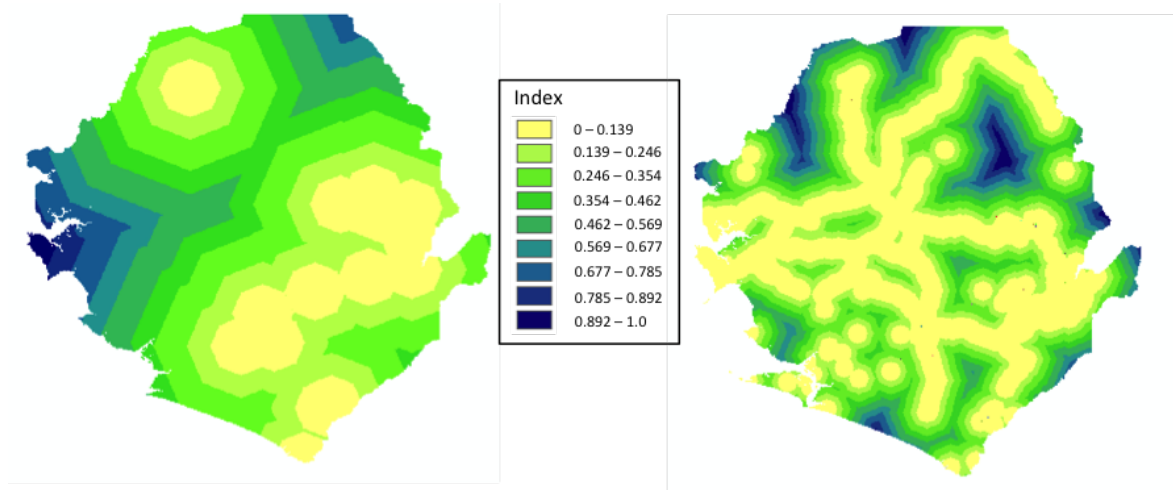 Index
0 – 0.139
0.139 – 0.246
0.246 – 0.354
0.354 – 0.462
0.462 – 0.569
0.569 – 0.677
0.677 – 0.785
0.785 – 0.892
0.892 – 1.0